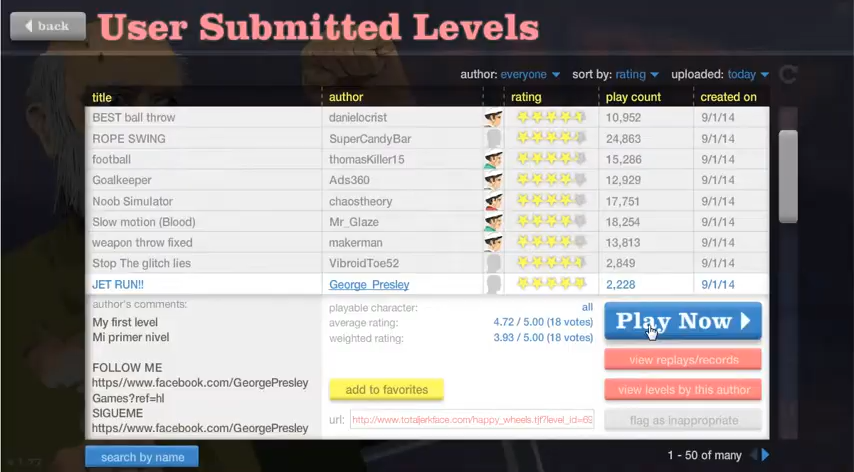 back
User Submitted Levels
author: everyone sort by: rating uploaded: today
title author rating play count created on
BEST ball throw danielocrist 10,952 9/1/14
ROPE SWING SuperCandyBar 24,863 9/1/14
football thomasKiller15 15,286 9/1/14
Goalkeeper Ads360 12,929 9/1/14
Noob Simulator chaostheory 17,751 9/1/14
Slow motion (Blood) Mr_Glaze 18,254 9/1/14
weapon throw fixed makerman 13,813 9/1/14
Stop The glitch lies VibroidToe52 2,849 9/1/14
JET RUN!! George_Presley 2,228 9/1/14
author's comments:
My first level
Mi primer nivel
FOLLOW ME
https//www.facebook.com/GeorgePresley
Games?ref=hl
SIGUEME
https//www.facebook.com/GeorgePresley
playable character: all
average rating: 4.72 / 5.00 (18 votes)
weighted rating: 3.93 / 5.00 (18 votes)
add to favorites
url: http://www.totaljerkface.com/happy_wheels.tjf?level_id=69
Play Now
view replays/records
view levels by this author
flag as inappropriate
search by name
1 - 50 of many